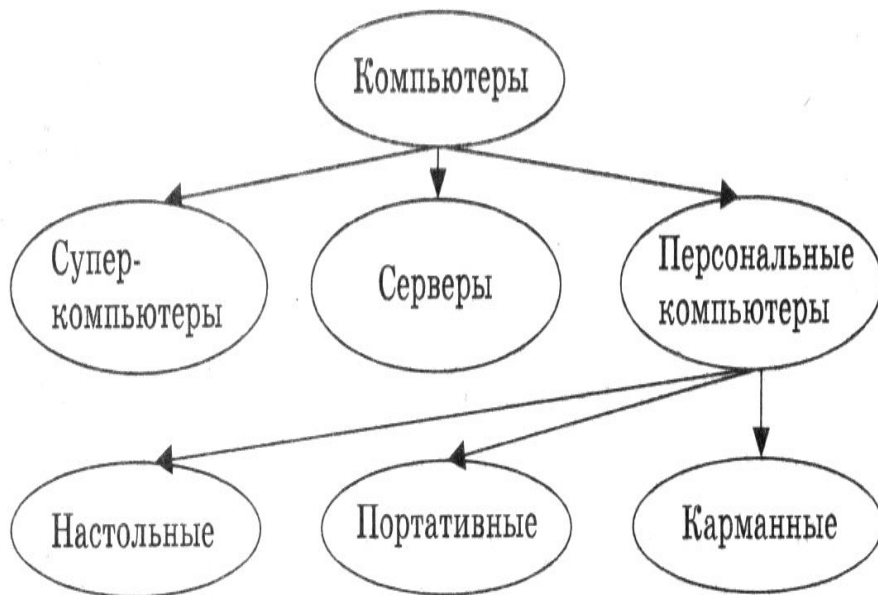 Компьютеры
Супер-
компьютеры
Серверы
Персональные
компьютеры
Настольные
Портативные
Карманные